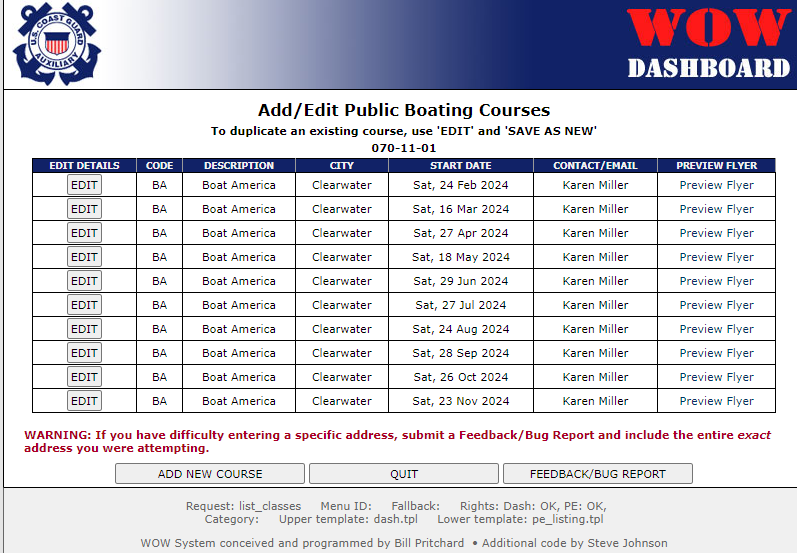 U.S. COAST GUARD
AUXILIARY
WOW
DASHBOARD
Add/Edit Public Boating Courses
To duplicate an existing course, use 'EDIT' and 'SAVE AS NEW'
070-11-01
EDIT DETAILS CODE DESCRIPTION CITY START DATE CONTACT/EMAIL PREVIEW FLYER
EDIT BA Boat America Clearwater Sat, 24 Feb 2024 Karen Miller Preview Flyer
EDIT BA Boat America Clearwater Sat, 16 Mar 2024 Karen Miller Preview Flyer
EDIT BA Boat America Clearwater Sat, 27 Apr 2024 Karen Miller Preview Flyer
EDIT BA Boat America Clearwater Sat, 18 May 2024 Karen Miller Preview Flyer
EDIT BA Boat America Clearwater Sat, 29 Jun 2024 Karen Miller Preview Flyer
EDIT BA Boat America Clearwater Sat, 27 Jul 2024 Karen Miller Preview Flyer
EDIT BA Boat America Clearwater Sat, 24 Aug 2024 Karen Miller Preview Flyer
EDIT BA Boat America Clearwater Sat, 28 Sep 2024 Karen Miller Preview Flyer
EDIT BA Boat America Clearwater Sat, 26 Oct 2024 Karen Miller Preview Flyer
EDIT BA Boat America Clearwater Sat, 23 Nov 2024 Karen Miller Preview Flyer
WARNING: If you have difficulty entering a specific address, submit a Feedback/Bug Report and include the entire exact
address you were attempting.
ADD NEW COURSE QUIT FEEDBACK/BUG REPORT
Request: list_classes Menu ID: Fallback: Rights: Dash: OK, PE: OK,
Category: Upper template: dash.tpl Lower template: pe_listing.tpl
WOW System conceived and programmed by Bill Pritchard • Additional code by Steve Johnson